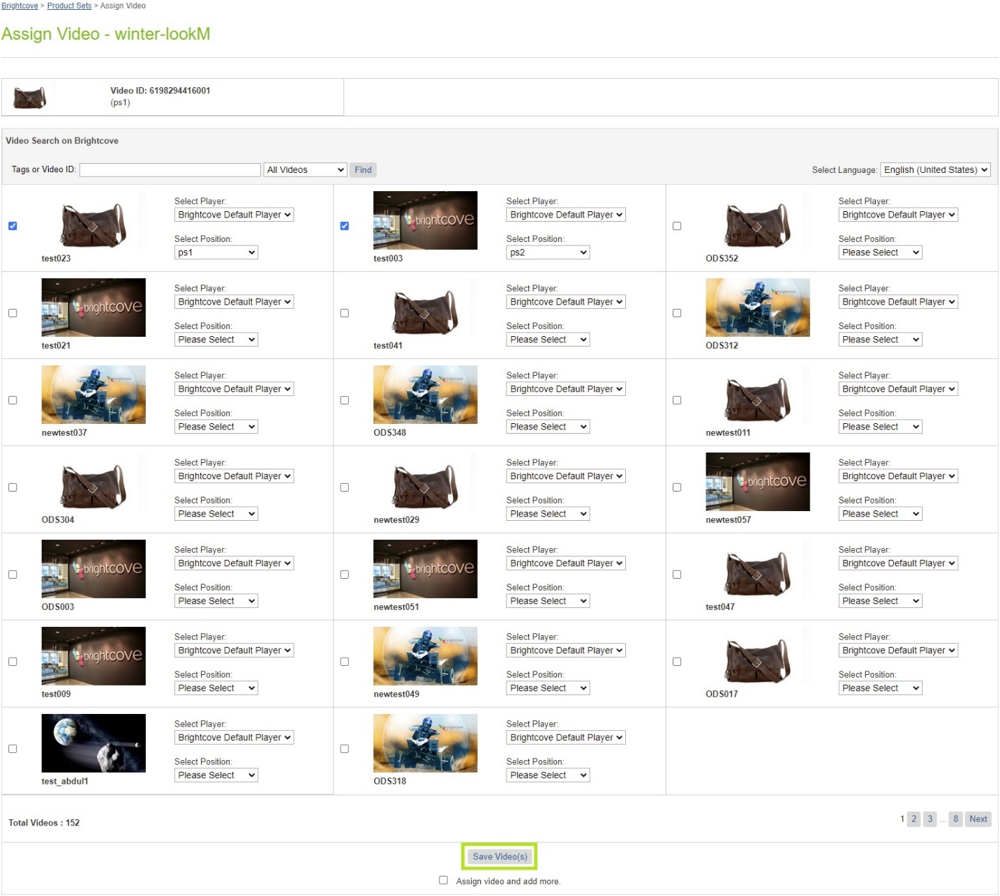 Brightcove > Product Sets > Assign Video
Assign Video - winter-lookM
Video ID: 6198294416001
(ps1)
Video Search on Brightcove
Tags or Video ID: All Videos Find Select Language: English (United States)
Select Player: Select Player: Select Player:
Brightcove Default Player brightcove Brightcove Default Player Brightcove Default Player
Select Position: Select Position: Select Position:
ps1 ps2 Please Select
test023 test003 ODS352
Select Player: Select Player: Select Player:
brightcove Brightcove Default Player Brightcove Default Player brightcove Brightcove Default Player
Select Position: Select Position: Select Position:
Please Select Please Select Please Select
test021 test041 ODS312
Select Player: Select Player: Select Player:
brightcove Brightcove Default Player brightcove Brightcove Default Player Brightcove Default Player
Select Position: Select Position: Select Position:
Please Select Please Select Please Select
newtest037 ODS348 newtest011
Select Player: Select Player: Select Player:
Brightcove Default Player Brightcove Default Player brightcove Brightcove Default Player
Select Position: Select Position: Select Position:
Please Select Please Select Please Select
ODS304 newtest029 newtest057
Select Player: Select Player: Select Player:
brightcove Brightcove Default Player brightcove Brightcove Default Player Brightcove Default Player
Select Position: Select Position: Select Position:
Please Select Please Select Please Select
ODS003 newtest051 test047
Select Player: Select Player: Select Player:
brightcove Brightcove Default Player brightcove Brightcove Default Player Brightcove Default Player
Select Position: Select Position: Select Position:
Please Select Please Select Please Select
test009 newtest049 ODS017
Select Player: Select Player:
Brightcove Default Player brightcove Brightcove Default Player
Select Position: Select Position:
Please Select Please Select
test_abdul1 ODS318
Total Videos : 152 1 2 3 ... 8 Next
Save Video(s)
Assign video and add more.